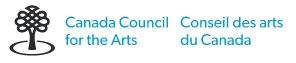 Canada Council
for the Arts
Conseil des arts
du Canada